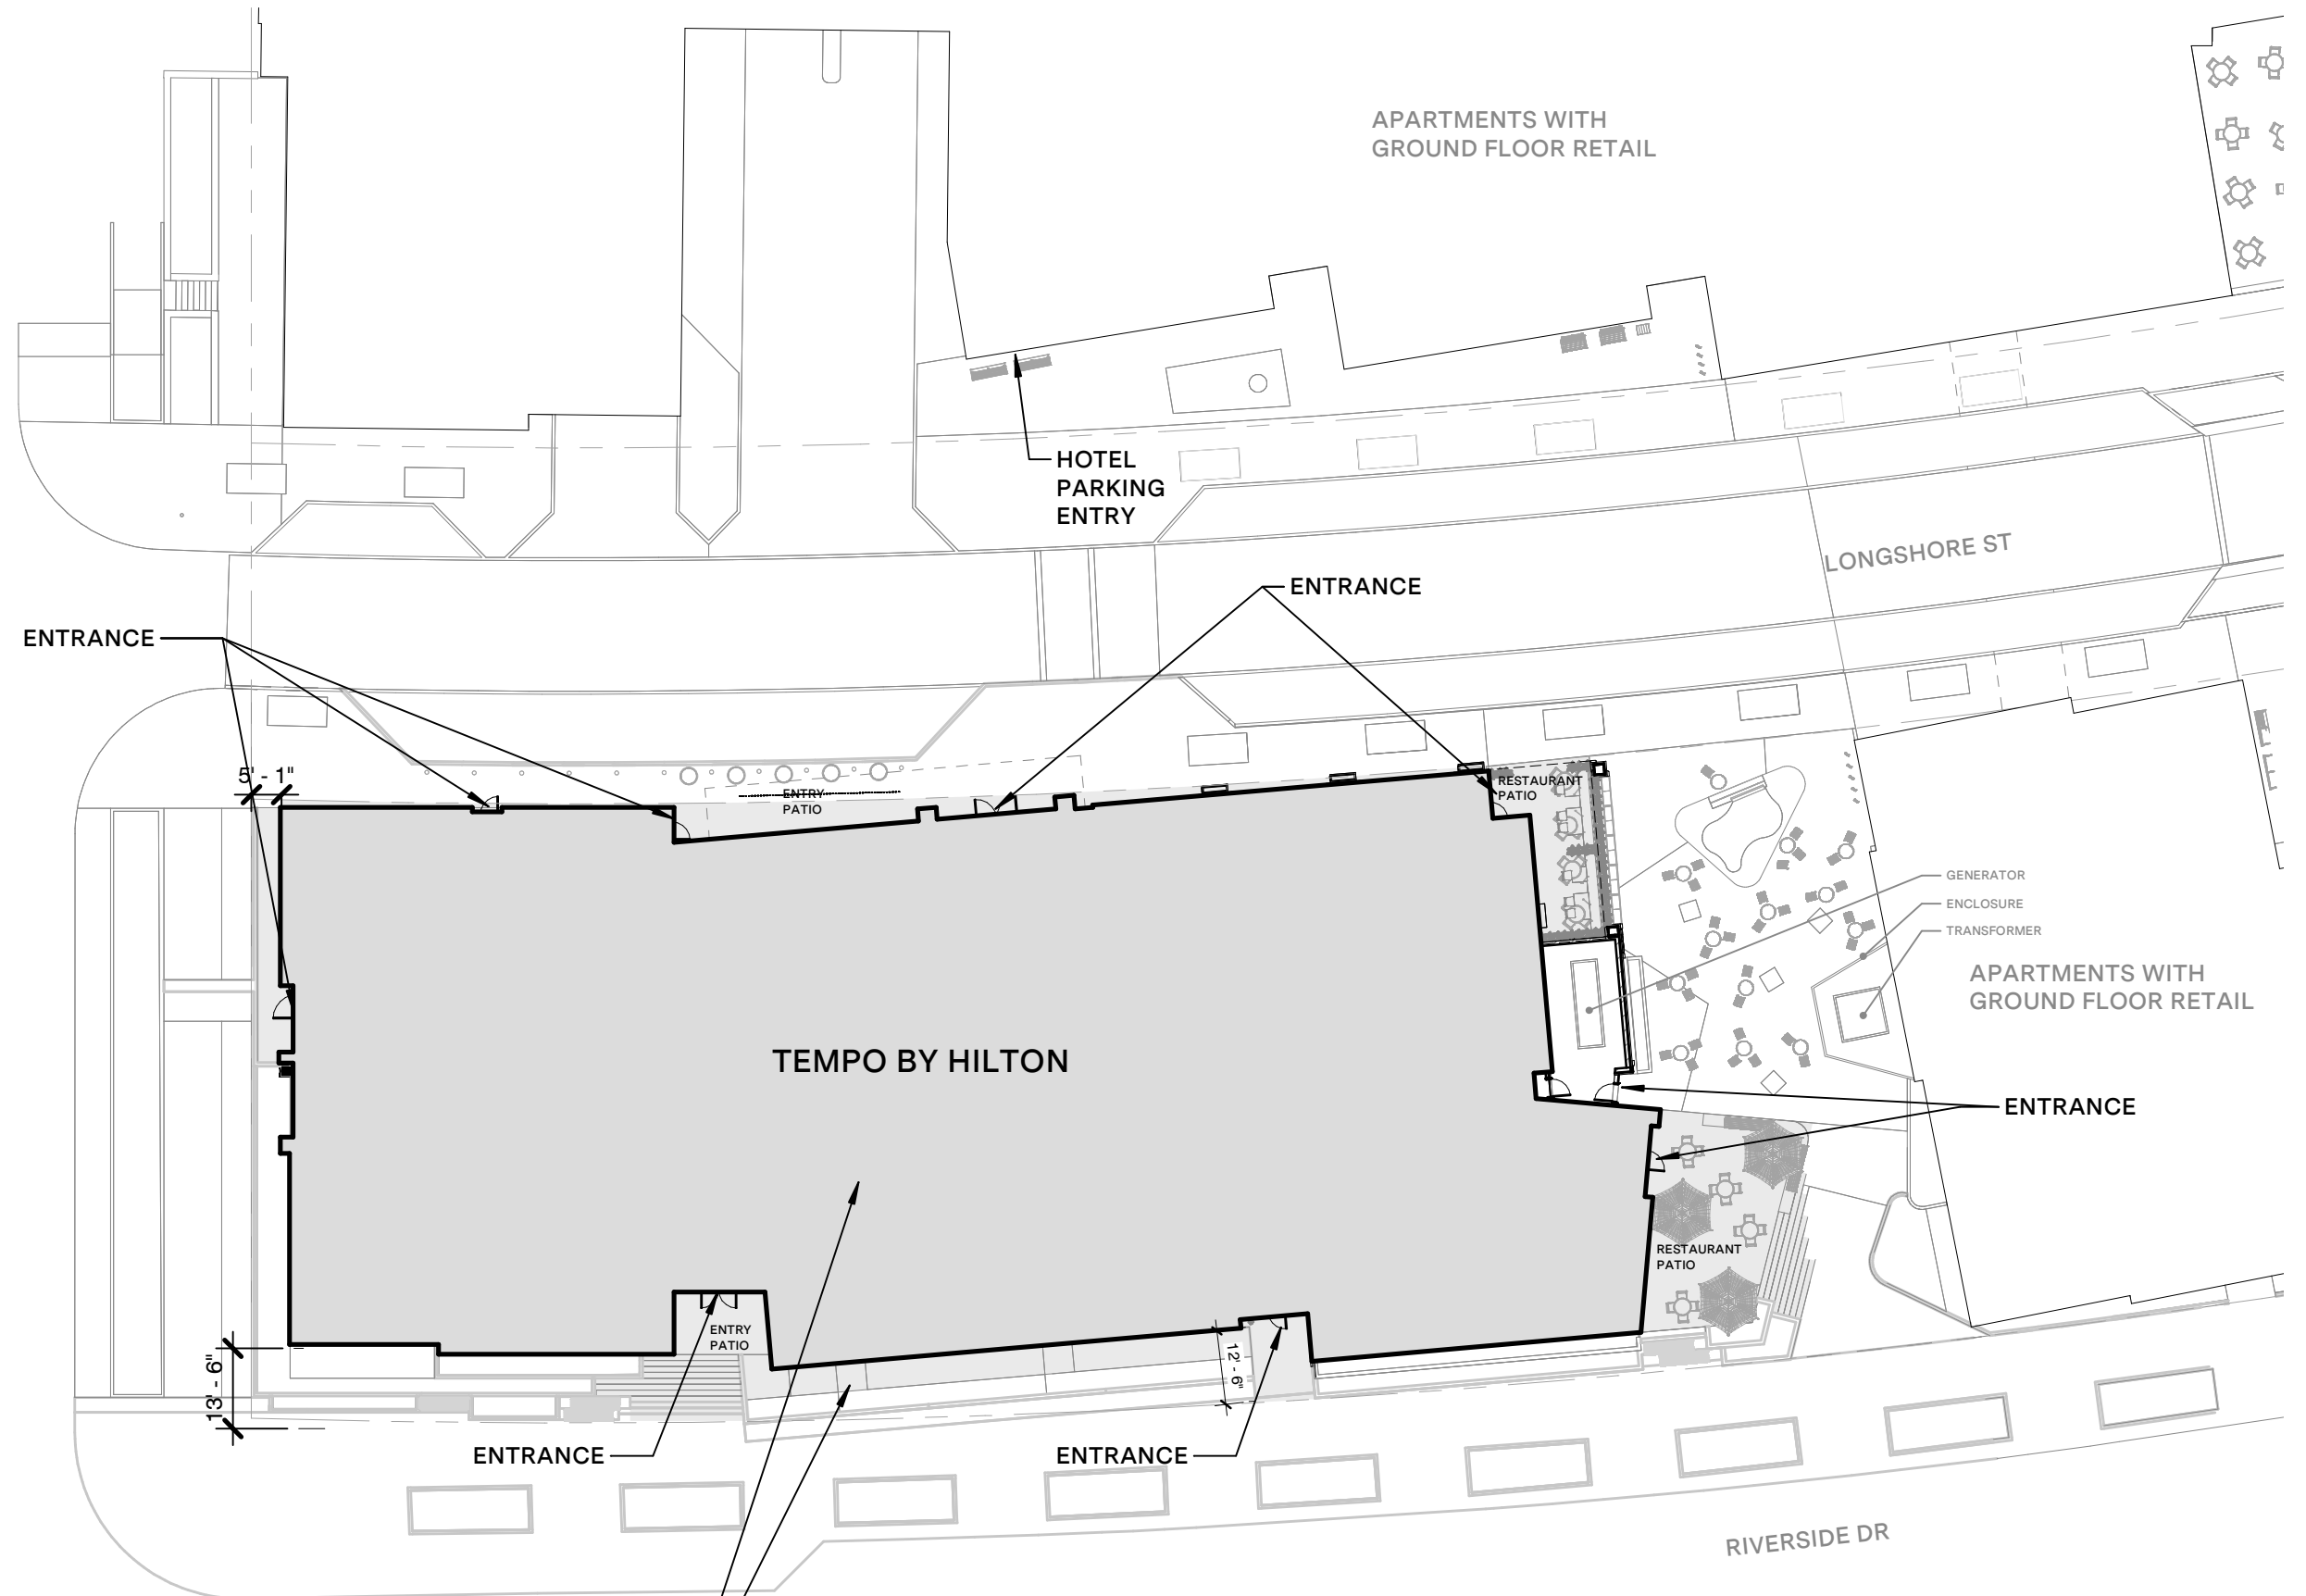 APARTMENTS WITH
GROUND FLOOR RETAIL
HOTEL
PARKING
ENTRY
LONGSHORE ST
ENTRANCE
ENTRANCE
5' - 1"
ENTRY
PATIO
RESTAURANT
PATIO
GENERATOR
ENCLOSURE
TRANSFORMER
APARTMENTS WITH
GROUND FLOOR RETAIL
TEMPO BY HILTON
ENTRANCE
RESTAURANT
PATIO
ENTRY
PATIO
13' - 6"
12' - 6"
ENTRANCE
ENTRANCE
RIVERSIDE DR